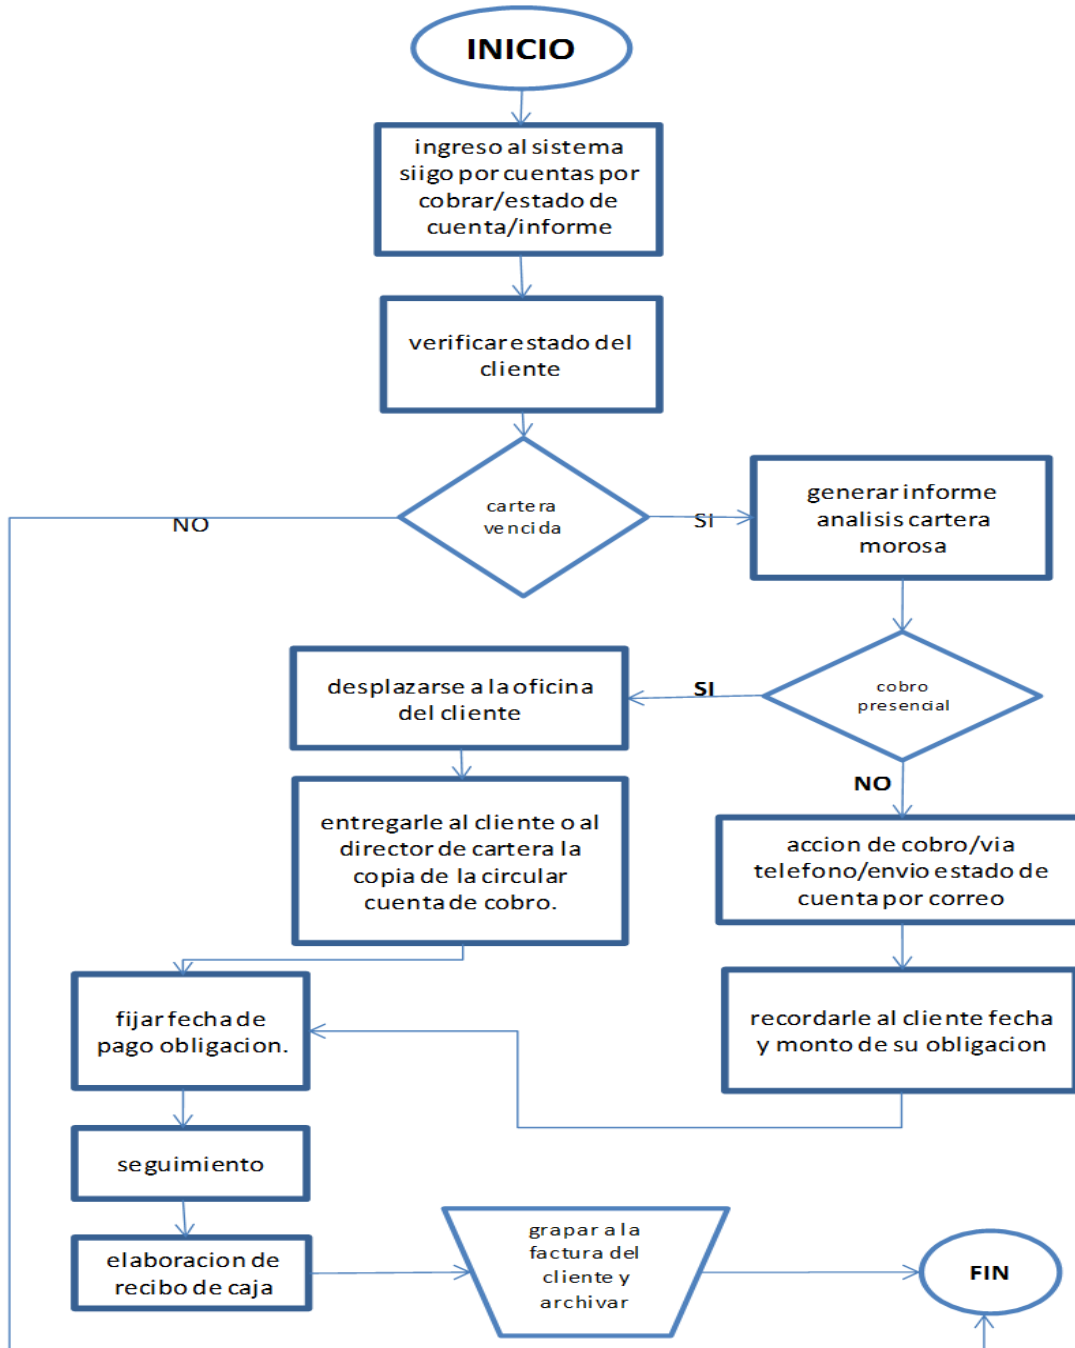 INICIO
ingreso al sistema
siigo por cuentas por
cobrar/estado de
cuenta/informe
verificar estado del
cliente
cartera
vencida
NO
SI
generar informe
analisis cartera
morosa
cobro
presencial
SI
NO
desplazarse a la oficina
del cliente
entregarle al cliente o al
director de cartera la
copia de la circular
cuenta de cobro.
accion de cobro/via
telefono/envio estado de
cuenta por correo
recordarle al cliente fecha
y monto de su obligacion
fijar fecha de
pago obligacion.
seguimiento
elaboracion de
recibo de caja
grapar a la
factura del
cliente y
archivar
FIN